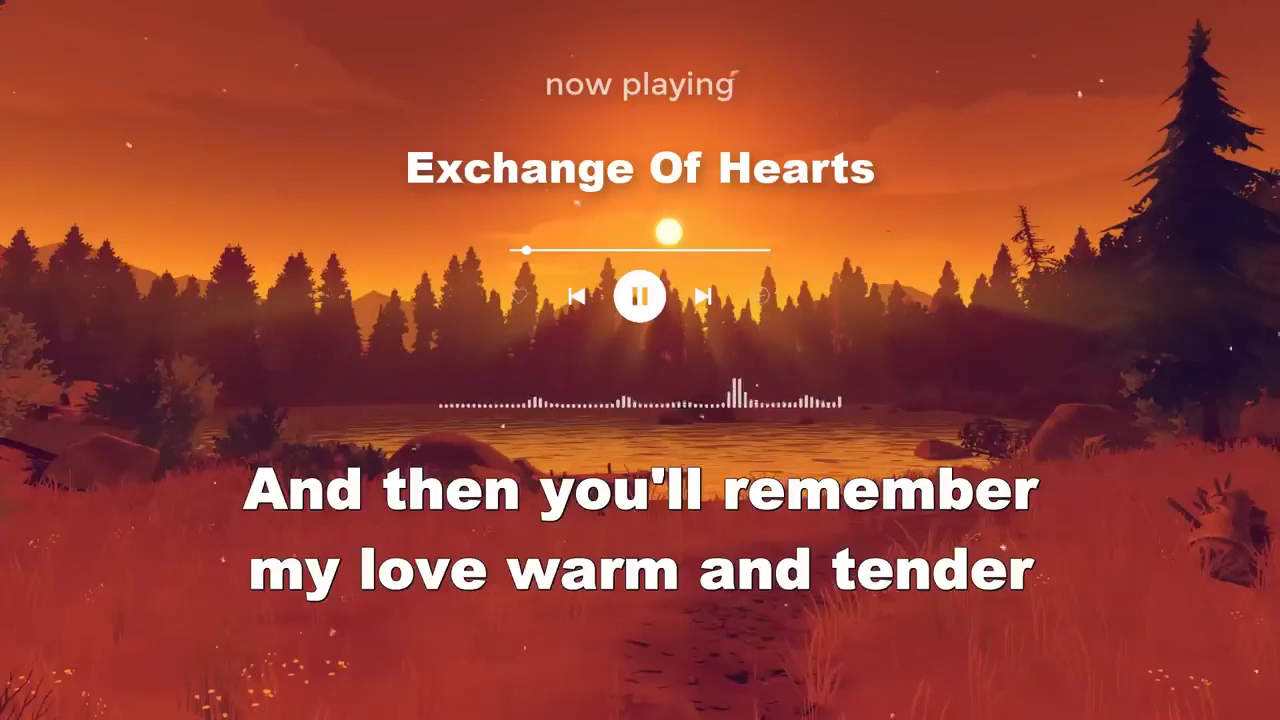 now playing
Exchange Of Hearts
And then you'll remember
my love warm and tender